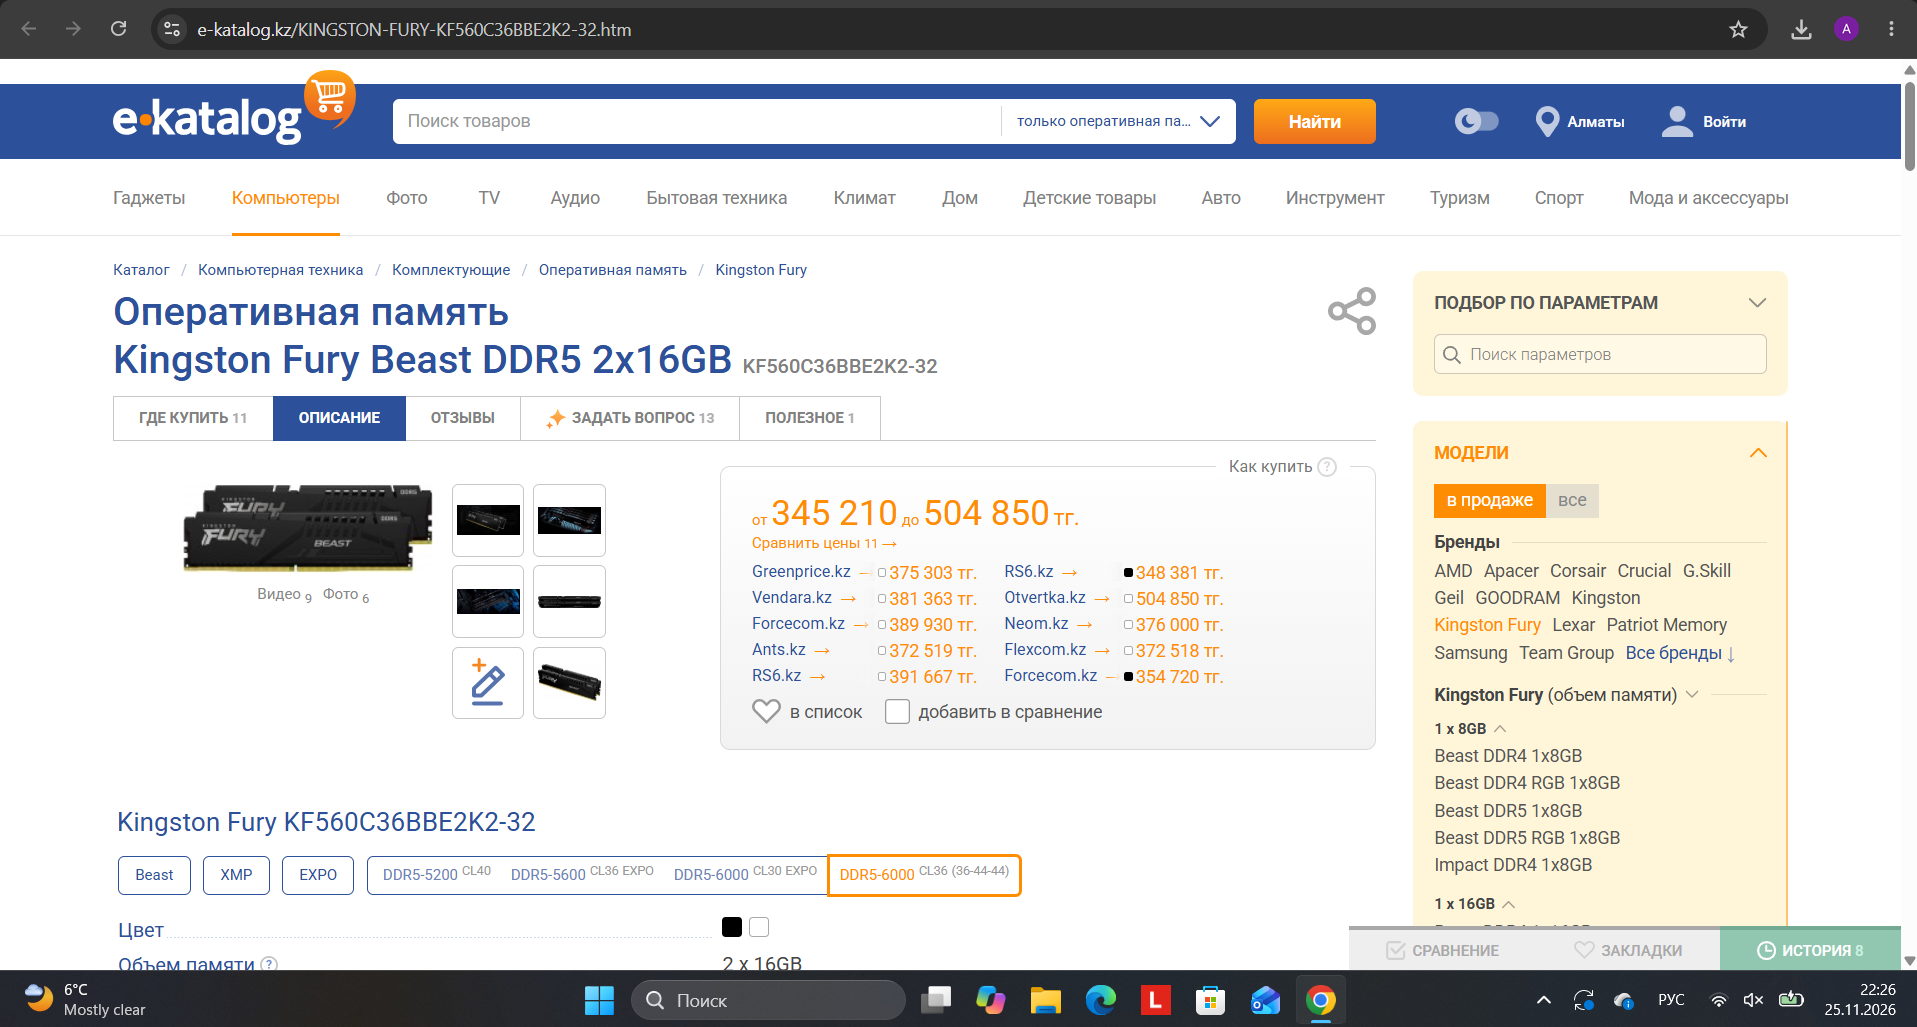 e-katalog.kz/KINGSTON-FURY-KF560C36BBE2K2-32.htm
A
e·katalog
Поиск товаров
только оперативная па...
Найти
Алматы
Войти
Гаджеты Компьютеры Фото TV Аудио Бытовая техника Климат Дом Детские товары Авто Инструмент Туризм Спорт Мода и аксессуары
Каталог / Компьютерная техника / Комплектующие / Оперативная память / Kingston Fury
Оперативная память
Kingston Fury Beast DDR5 2x16GB KF560C36BBE2K2-32
ГДЕ КУПИТЬ 11 ОПИСАНИЕ ОТЗЫВЫ ЗАДАТЬ ВОПРОС 13 ПОЛЕЗНОЕ 1
FURY
DDR5
KINGSTON
FURY
BEAST
DDR5
Видео 9 Фото 6
Как купить ?
от 345 210 до 504 850 тг.
Сравнить цены 11 →
Greenprice.kz → 375 303 тг. RS6.kz → 348 381 тг.
Vendara.kz → 381 363 тг. Otvertka.kz → 504 850 тг.
Forcecom.kz → 389 930 тг. Neom.kz → 376 000 тг.
Ants.kz → 372 519 тг. Flexcom.kz → 372 518 тг.
RS6.kz → 391 667 тг. Forcecom.kz → 354 720 тг.
в список добавить в сравнение
Kingston Fury KF560C36BBE2K2-32
Beast XMP EXPO DDR5-5200 CL40 DDR5-5600 CL36 EXPO DDR5-6000 CL30 EXPO DDR5-6000 CL36 (36-44-44)
Цвет
Объем памяти ? 2 x 16GB
ПОДБОР ПО ПАРАМЕТРАМ
Поиск параметров
МОДЕЛИ
в продаже все
Бренды
AMD Apacer Corsair Crucial G.Skill
Geil GOODRAM Kingston
Kingston Fury Lexar Patriot Memory
Samsung Team Group Все бренды ↓
Kingston Fury (объем памяти)
1 x 8GB
Beast DDR4 1x8GB
Beast DDR4 RGB 1x8GB
Beast DDR5 1x8GB
Beast DDR5 RGB 1x8GB
Impact DDR4 1x8GB
1 x 16GB
СРАВНЕНИЕ ЗАКЛАДКИ ИСТОРИЯ 8
6°C
Mostly clear
Поиск
L
РУС
22:26
25.11.2026